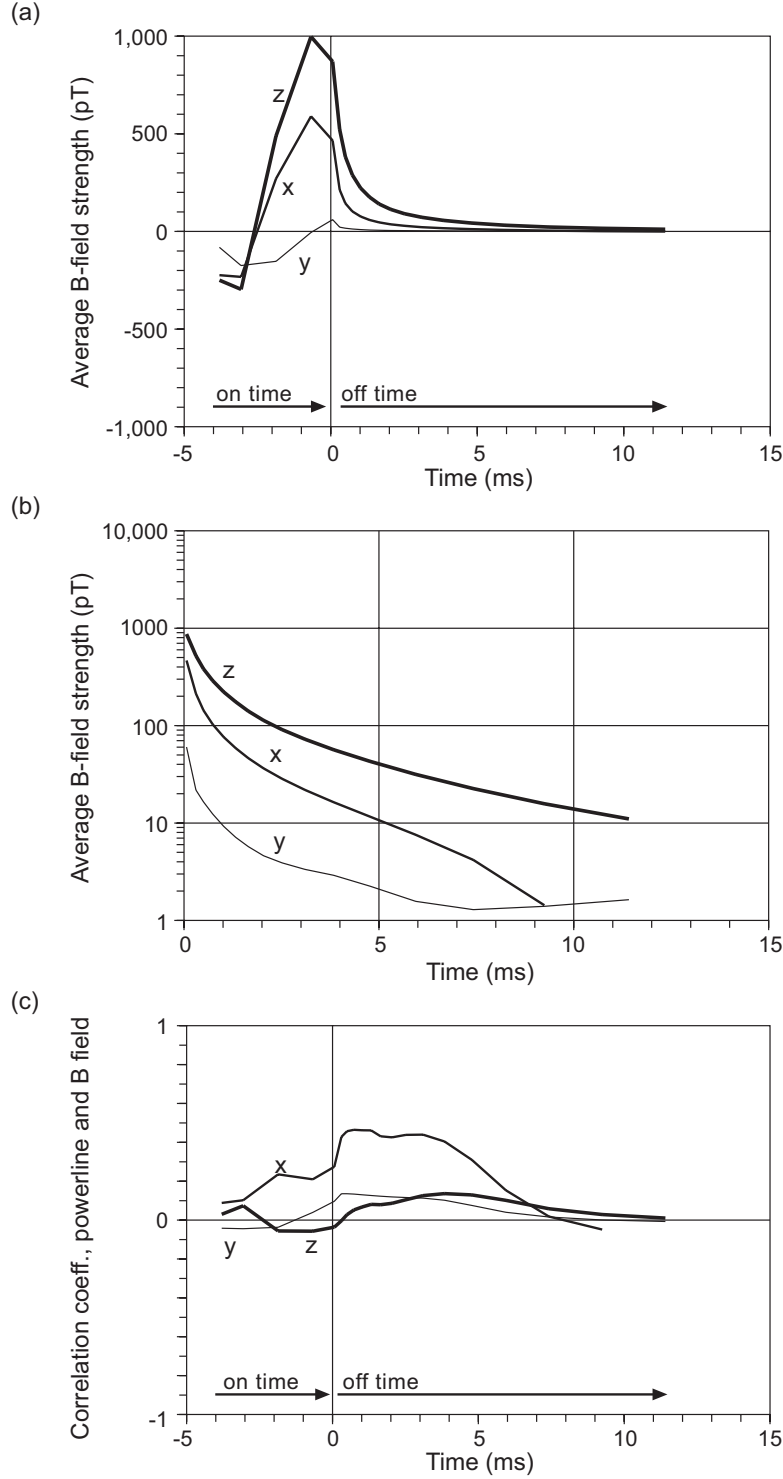 (a)
Average B-field strength (pT)
1,000
500
0
-500
-1,000
z
x
y
on time
off time
-5
0
5
10
15
Time (ms)
(b)
Average B-field strength (pT)
10,000
1000
100
10
1
z
x
y
0
5
10
15
Time (ms)
(c)
Correlation coeff., powerline and B field
1
0
-1
x
y
z
on time
off time
-5
0
5
10
15
Time (ms)